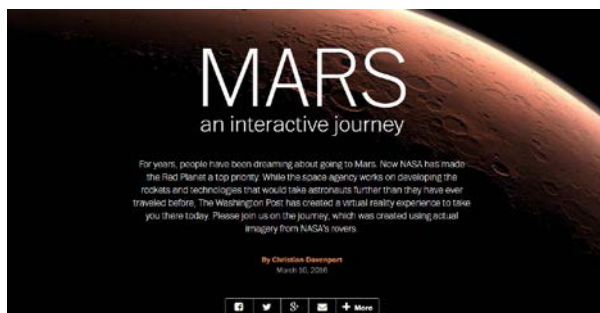 MARS
an interactive journey
For years, people have been dreaming about going to Mars. Now NASA has made
the Red Planet a top priority. While the space agency works on developing the
rockets and technologies that would take astronauts further than they have ever
traveled before, The Washington Post has created a virtual reality experience to take
you there today. Please join us on the journey, which was created using actual
imagery from NASA's rovers.
By Christian Davenport
March 10, 2016
+ More